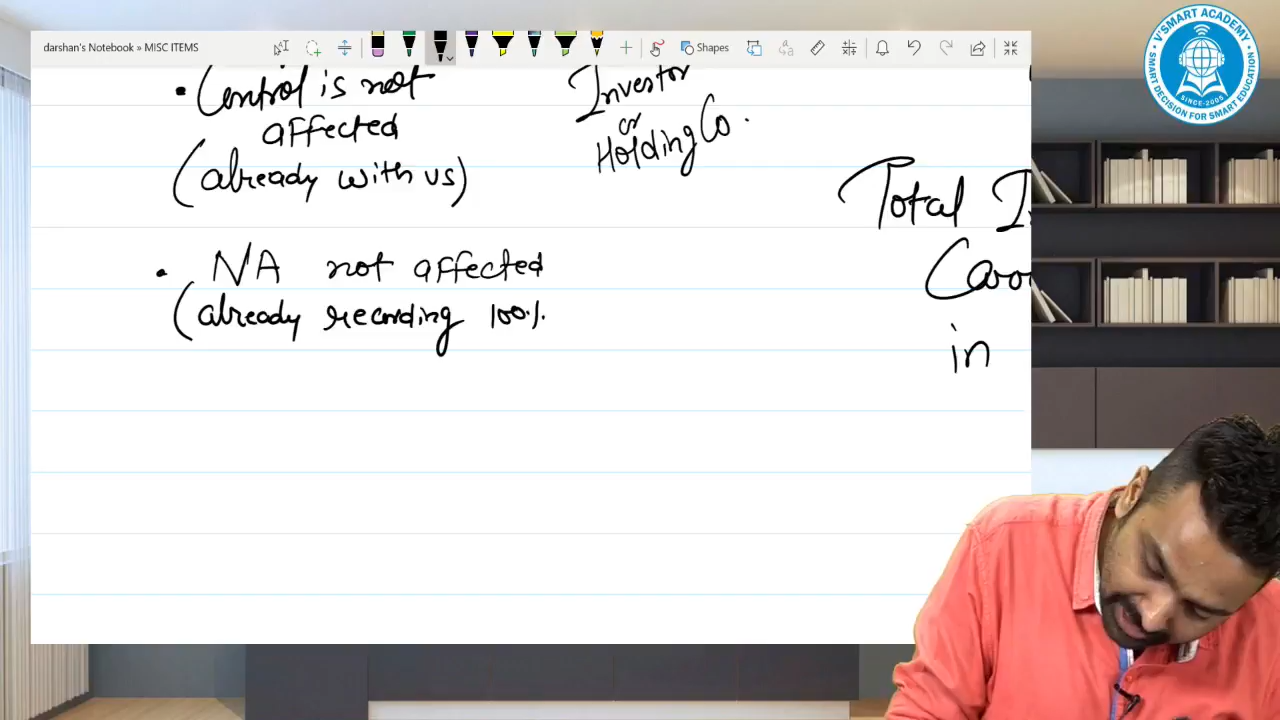 darshan's Notebook » MISC ITEMS
Shapes
• Control is not
affected
(already with us)
Investor
or
Holding Co.
• NA not affected
(already recording 100%
Total I
Carr
in
V'SMART ACADEMY
SINCE-2005
SMART DECISION FOR SMART EDUCATION